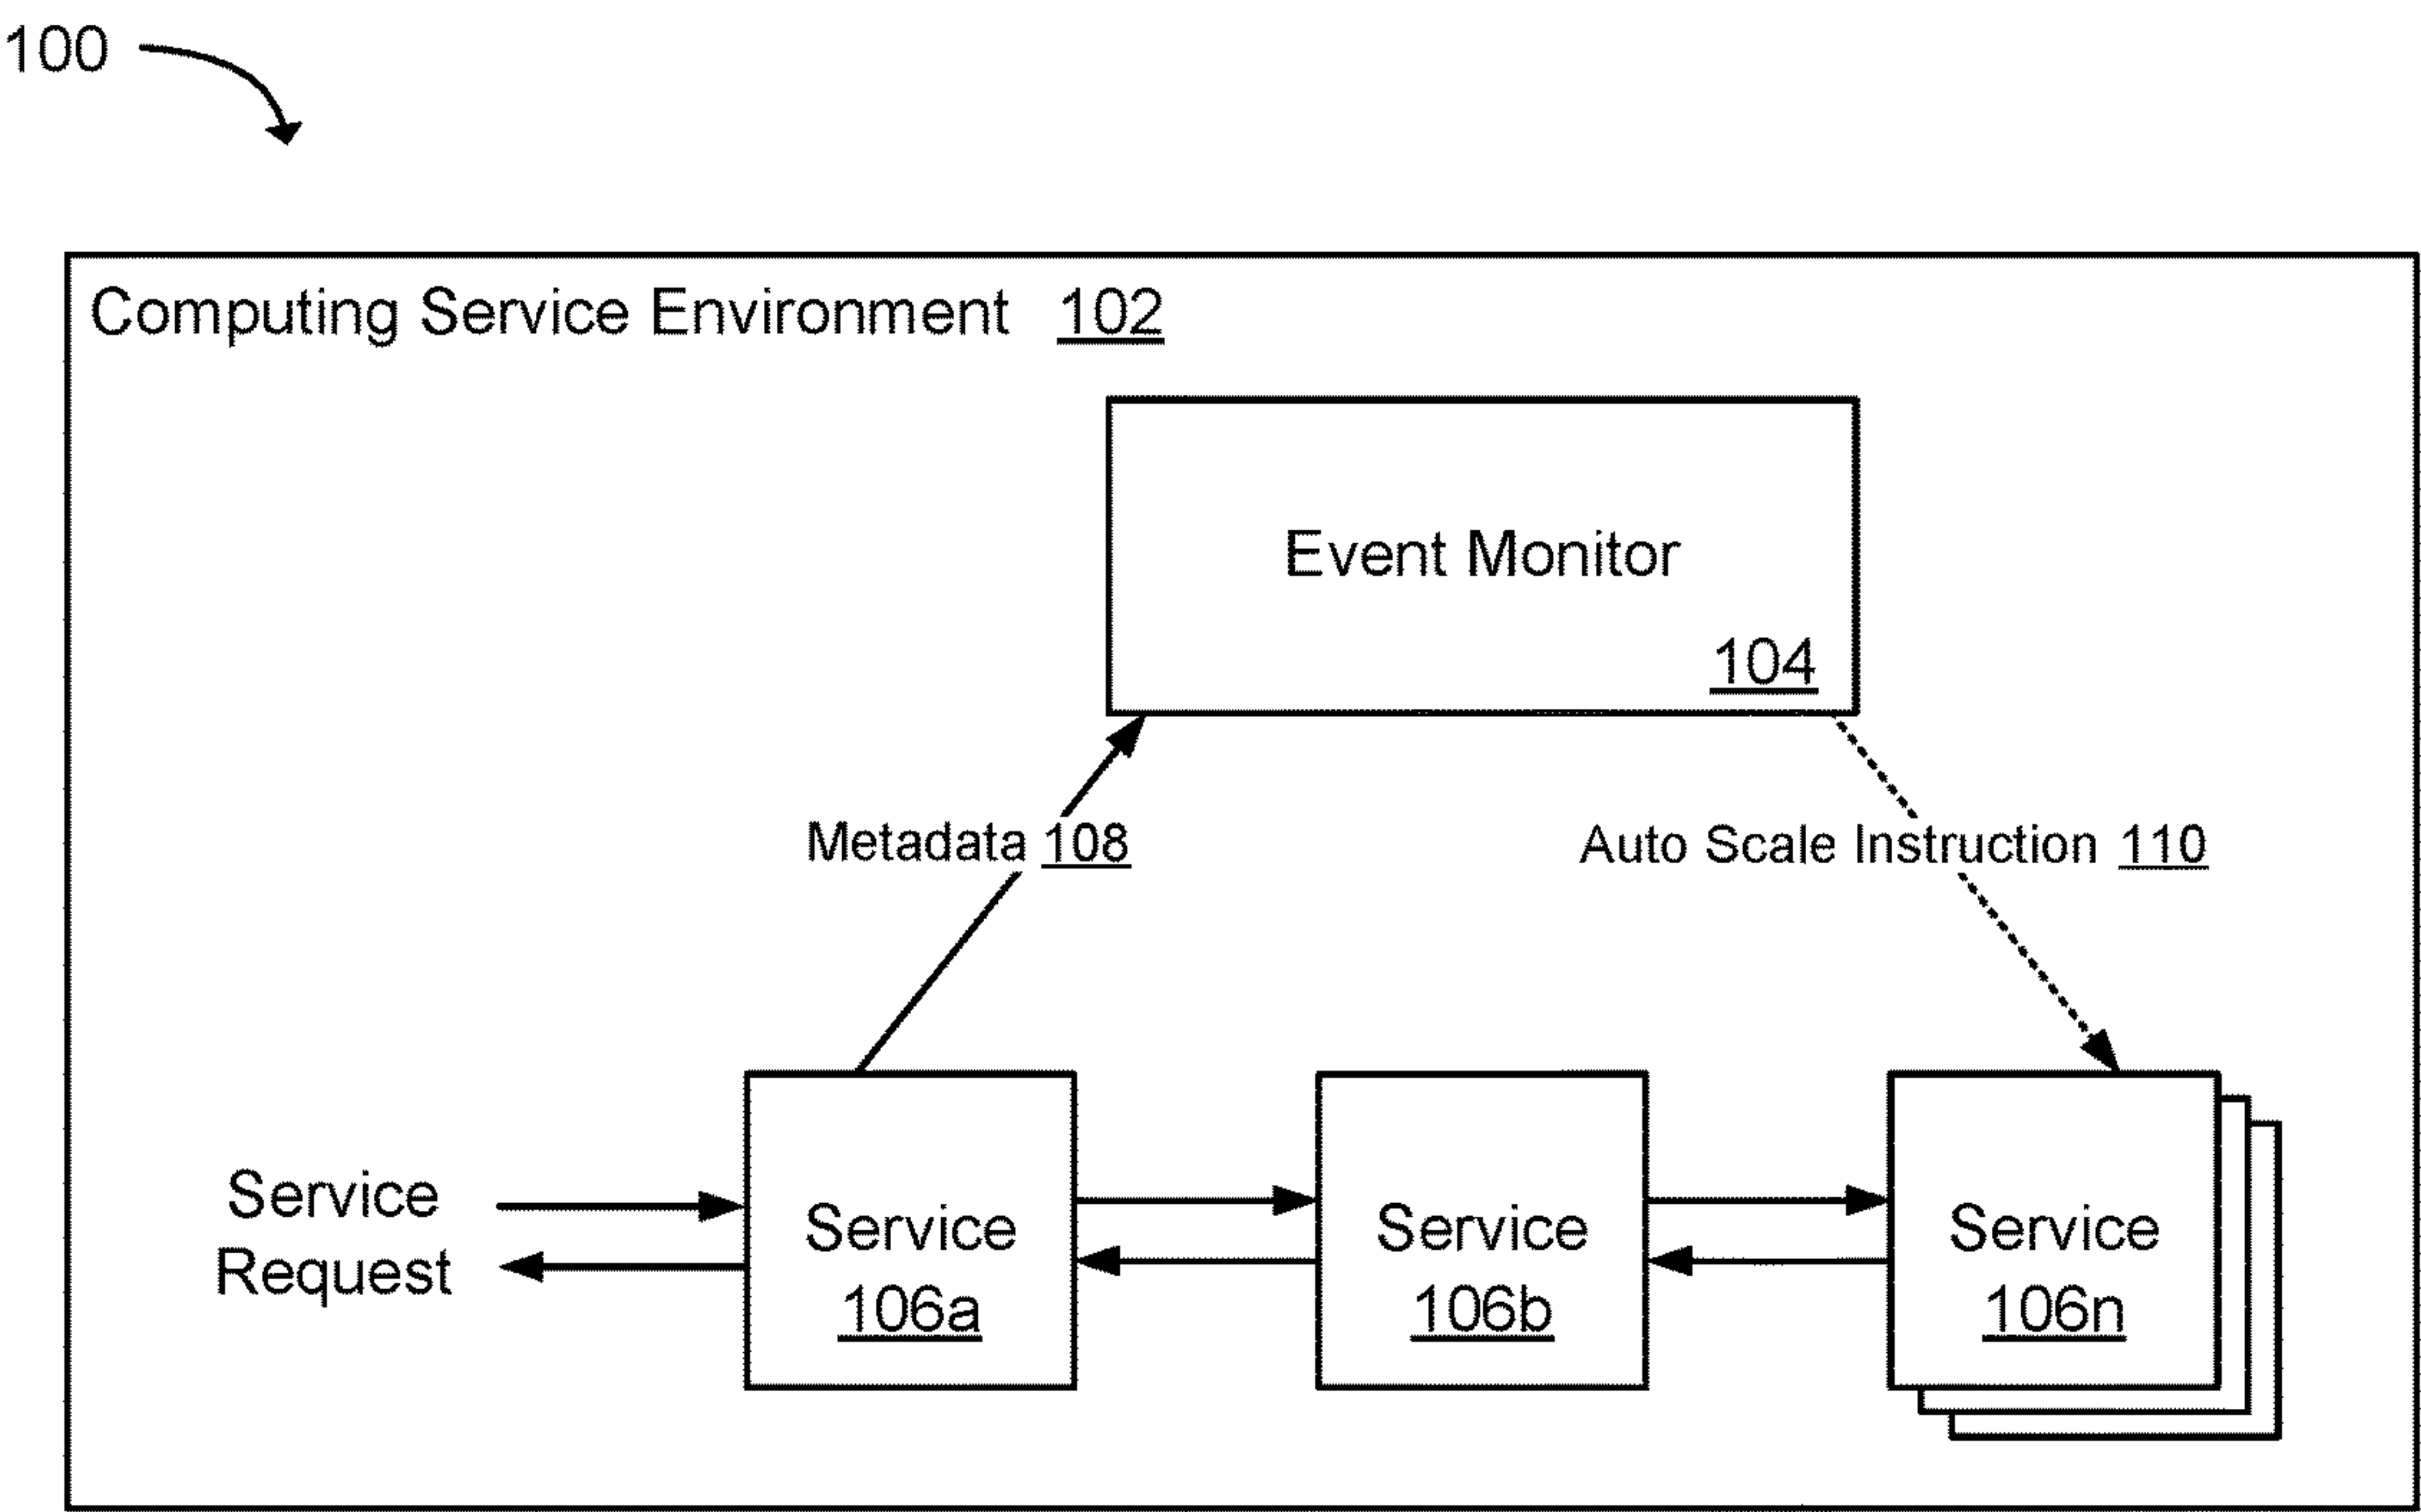 100
Computing Service Environment 102
Event Monitor
104
Metadata 108
Auto Scale Instruction 110
Service
Request
Service
106a
Service
106b
Service
106n